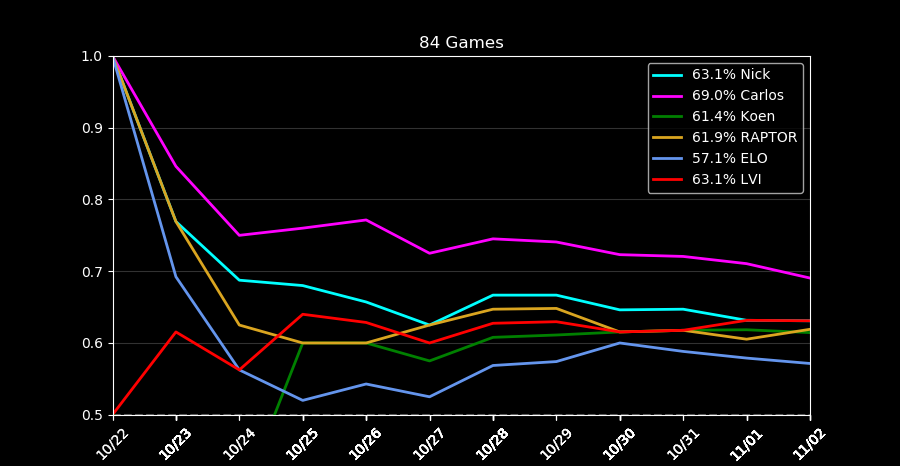 84 Games
1.0
0.9
0.8
0.7
0.6
0.5
63.1% Nick
69.0% Carlos
61.4% Koen
61.9% RAPTOR
57.1% ELO
63.1% LVI
10/22
10/23
10/24
10/25
10/26
10/27
10/28
10/29
10/30
10/31
11/01
11/02